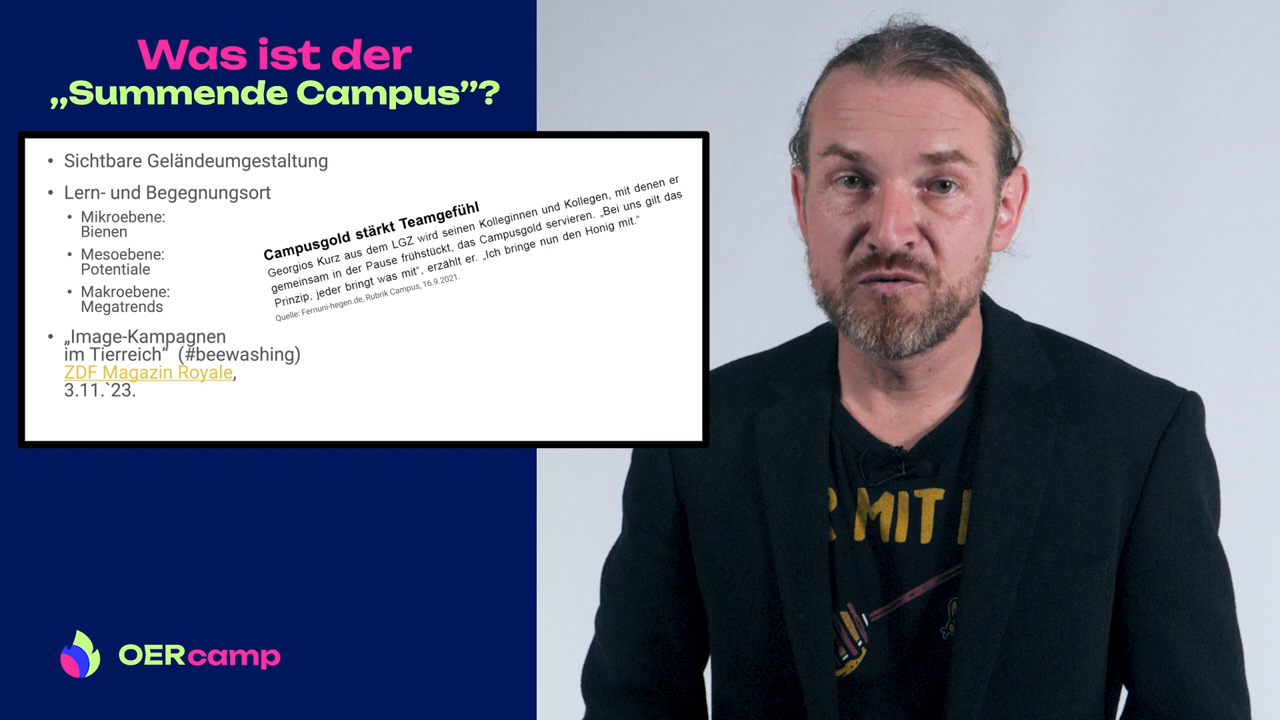 Was ist der
„Summende Campus”?
• Sichtbare Geländeumgestaltung
• Lern- und Begegnungsort
• Mikroebene:
Bienen
• Mesoebene:
Potentiale
• Makroebene:
Megatrends
• „Image-Kampagnen
im Tierreich“ (#beewashing)
ZDF Magazin Royale,
3.11.`23.
Campusgold stärkt Teamgefühl
Georgios Kurz aus dem LGZ wird seinen Kolleginnen und Kollegen, mit denen er
gemeinsam in der Pause frühstückt, das Campusgold servieren. „Bei uns gilt das
Prinzip, jeder bringt was mit“, erzählt er. „Ich bringe nun den Honig mit.“
Quelle: Fernuni-hegen.de, Rubrik Campus, 16.9.2021.
MIT
OERcamp